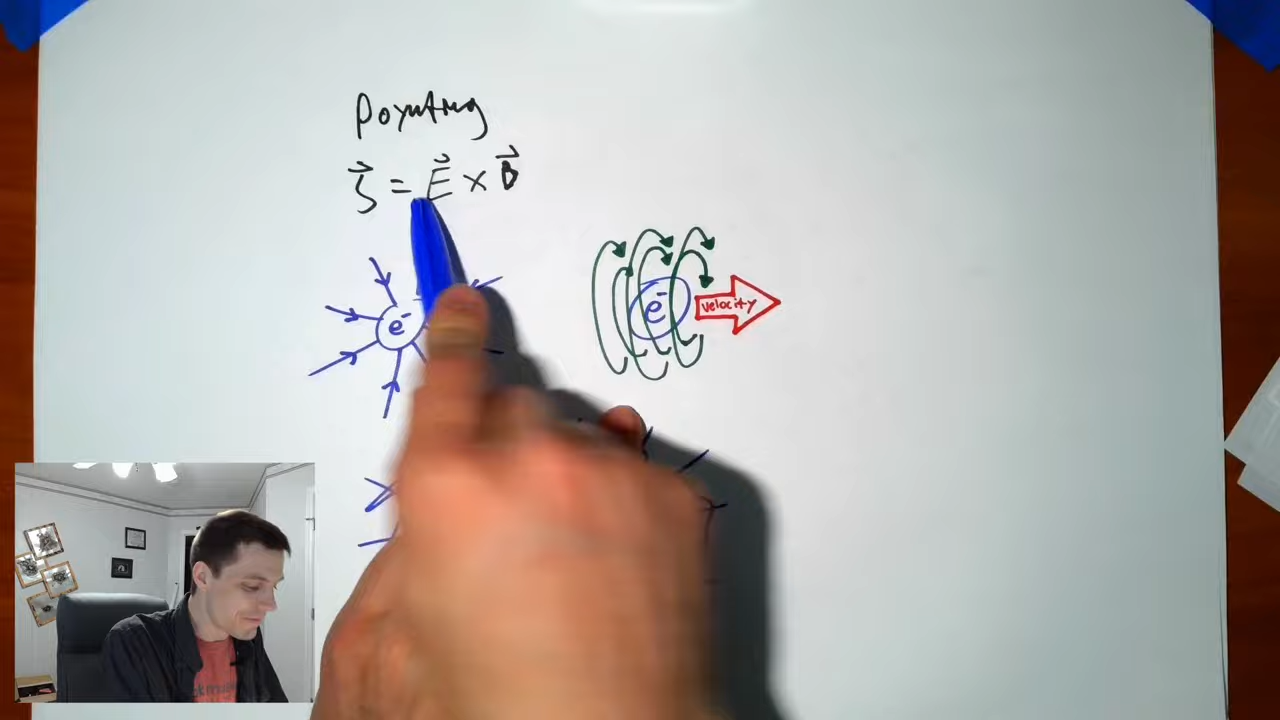 Poynting
S⃗ = E⃗ × B⃗
e⁻
e⁻
velocity